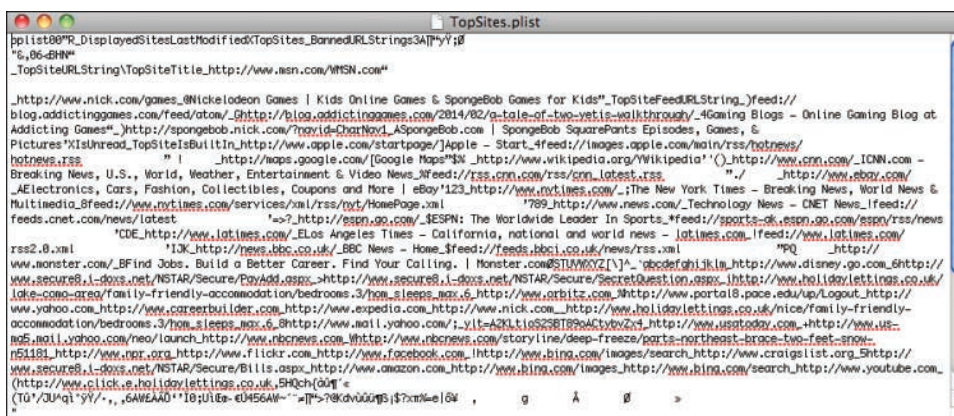 TopSites.plist
bplist00"R_DisplayedSitesLastModifiedXTopSites_BannedURLStrings3A
"&,06<BHN"
_TopSiteURLString\TopSiteTitle_http://www.msn.com/WMSN.com"
_http://www.nick.com/games_@Nickelodeon Games | Kids Online Games & SpongeBob Games for Kids"_TopSiteFeedURLString_)feed://
blog.addictinggames.com/feed/atom/_Ghttp://blog.addictinggames.com/2014/02/a-tale-of-two-yetis-walkthrough/_4Gaming Blogs - Online Gaming Blog at
Addicting Games"_)http://spongebob.nick.com/?navid=CharNav1_ASpongeBob.com | SpongeBob SquarePants Episodes, Games, &
Pictures'XIsUnread_TopSiteIsBuiltIn_http://www.apple.com/startpage/]Apple - Start_4feed://images.apple.com/main/rss/hotnews/
hotnews.rss " ! _http://maps.google.com/[Google Maps"$% _http://www.wikipedia.org/YWikipedia''()_http://www.cnn.com/_ICNN.com -
Breaking News, U.S., World, Weather, Entertainment & Video News_%feed://rss.cnn.com/rss/cnn_latest.rss "./ _http://www.ebay.com/
_AElectronics, Cars, Fashion, Collectibles, Coupons and More | eBay'123_http://www.nytimes.com/_;The New York Times - Breaking News, World News &
Multimedia_8feed://www.nytimes.com/services/xml/rss/nyt/HomePage.xml '789_http://www.news.com/_Technology News - CNET News_!feed://
feeds.cnet.com/news/latest '=>?_http://espn.go.com/_$ESPN: The Worldwide Leader In Sports_*feed://sports-ak.espn.go.com/espn/rss/news
'CDE_http://www.latimes.com/_ELos Angeles Times - California, national and world news - latimes.com_!feed://www.latimes.com/
rss2.0.xml 'IJK_http://news.bbc.co.uk/_BBC News - Home_$feed://feeds.bbci.co.uk/news/rss.xml "PQ _http://
www.monster.com/_BFind Jobs. Build a Better Career. Find Your Calling. | Monster.comØSTUVWXYZ[\]^_`abcdefghijklm_http://www.disney.go.com_6http://
www.secure8.i-doxs.net/NSTAR/Secure/PayAdd.aspx_>http://www.secure8.i-doxs.net/NSTAR/Secure/SecretQuestion.aspx_ihttp://www.holidaylettings.co.uk/
lake-como-area/family-friendly-accommodation/bedrooms.3/hom_sleeps_max.6_http://www.orbitz.com_%http://www.portal8.pace.edu/up/Logout_http://
www.yahoo.com_http://www.careerbuilder.com_http://www.expedia.com_http://www.nick.com__http://www.holidaylettings.co.uk/nice/family-friendly-
accommodation/bedrooms.3/hom_sleeps_max.6_8http://www.mail.yahoo.com/;_ylt=A2KLtioSZSBT89oACtybvZx4_http://www.usatoday.com_+http://www.us-
mg5.mail.yahoo.com/neo/launch_http://www.nbcnews.com_Whttp://www.nbcnews.com/storyline/deep-freeze/parts-northeast-brace-two-feet-snow-
n51181_http://www.npr.org_http://www.flickr.com_http://www.facebook.com_!http://www.bing.com/images/search_http://www.craigslist.org_5http://
www.secure8.i-doxs.net/NSTAR/Secure/Bills.aspx_http://www.amazon.com_http://www.bing.com/images_http://www.bing.com/search_http://www.youtube.com_
(http://www.click.e.holidaylettings.co.uk
, g Å Ø »
"